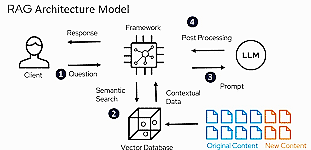 RAG Architecture Model
Framework
4
Response
Post Processing
LLM
Client
1
Question
3
Prompt
Semantic
Search
Contextual
Data
2
Vector Database
Original Content
New Content